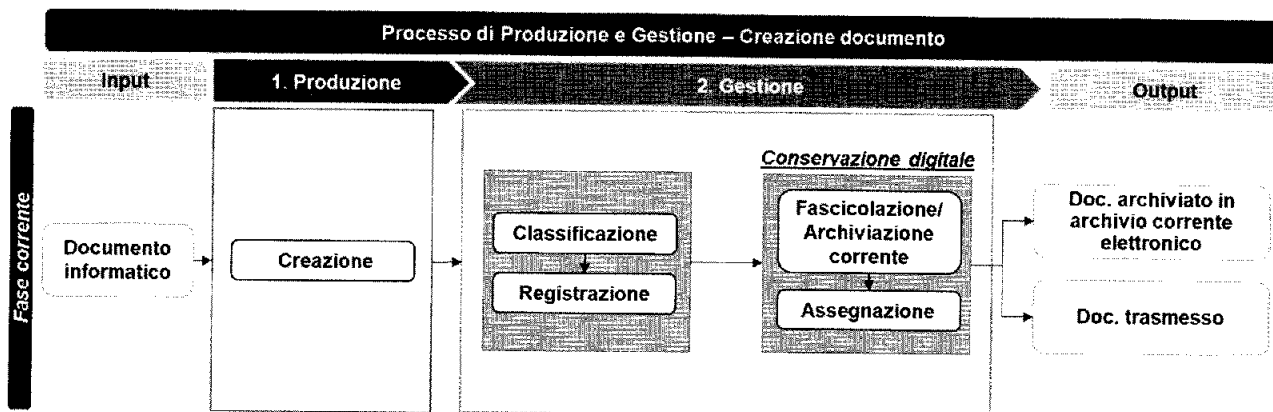 Processo di Produzione e Gestione – Creazione documento
Input
1. Produzione
2. Gestione
Output
Fase corrente
Documento
informatico
Creazione
Classificazione
Registrazione
Conservazione digitale
Fascicolazione/
Archiviazione
corrente
Assegnazione
Doc. archiviato in
archivio corrente
elettronico
Doc. trasmesso